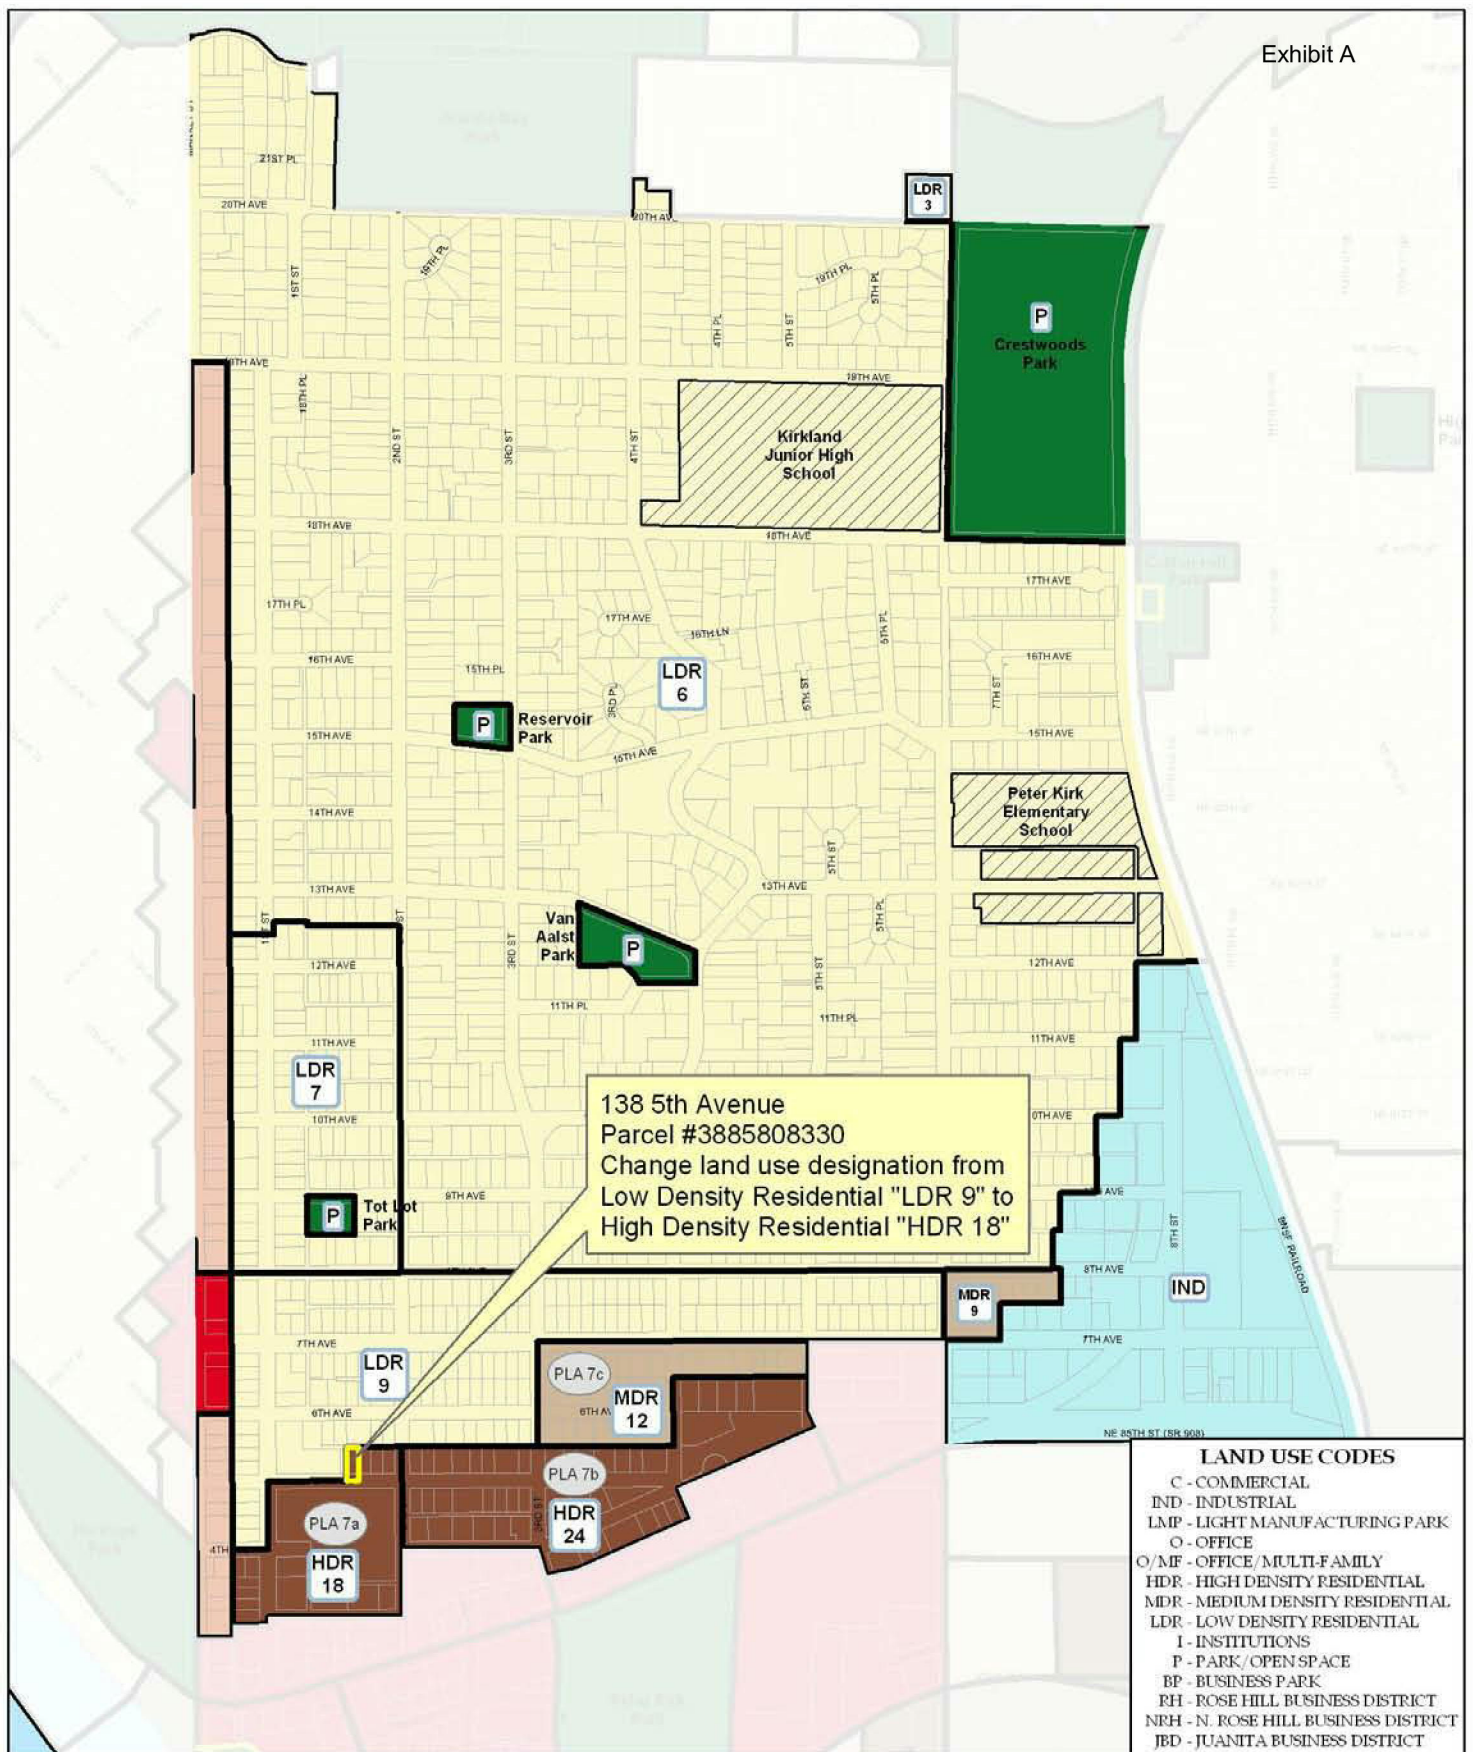 Exhibit A
21ST PL
20TH AVE
20TH AV
LDR
3
19TH PL
19TH PL
5TH PL
1ST ST
4TH PL
5TH ST
P
Crestwoods
Park
19TH AVE
18TH PL
2ND ST
3RD ST
4TH ST
Kirkland
Junior High
School
18TH AVE
18TH AVE
17TH AVE
17TH PL
17TH AVE
16TH LN
5TH PL
16TH AVE
15TH PL
LDR
6
16TH AVE
3RD PL
5TH ST
7TH ST
P
Reservoir
Park
15TH AVE
15TH AVE
15TH AVE
14TH AVE
Peter Kirk
Elementary
School
5TH ST
13TH AVE
13TH AVE
Van
Aalst
Park
P
3RD ST
5TH PL
12TH AVE
12TH AVE
5TH ST
11TH PL
11TH PL
11TH AVE
11TH AVE
LDR
7
10TH AVE
138 5th Avenue
Parcel #3885808330
Change land use designation from
Low Density Residential "LDR 9" to
High Density Residential "HDR 18"
0TH AVE
9TH AVE
AVE
P
Tot Lot
Park
8TH ST
BNSF RAILROAD
8TH AVE
IND
MDR
9
7TH AVE
7TH AVE
LDR
9
PLA 7c
MDR
12
6TH AVE
6TH AV
NE 85TH ST (SR 908)
PLA 7b
HDR
24
3RD ST
PLA 7a
HDR
18
4TH
LAND USE CODES
C - COMMERCIAL
IND - INDUSTRIAL
LMP - LIGHT MANUFACTURING PARK
O - OFFICE
O/MF - OFFICE/MULTI-FAMILY
HDR - HIGH DENSITY RESIDENTIAL
MDR - MEDIUM DENSITY RESIDENTIAL
LDR - LOW DENSITY RESIDENTIAL
I - INSTITUTIONS
P - PARK/OPEN SPACE
BP - BUSINESS PARK
RH - ROSE HILL BUSINESS DISTRICT
NRH - N. ROSE HILL BUSINESS DISTRICT
JBD - JUANITA BUSINESS DISTRICT